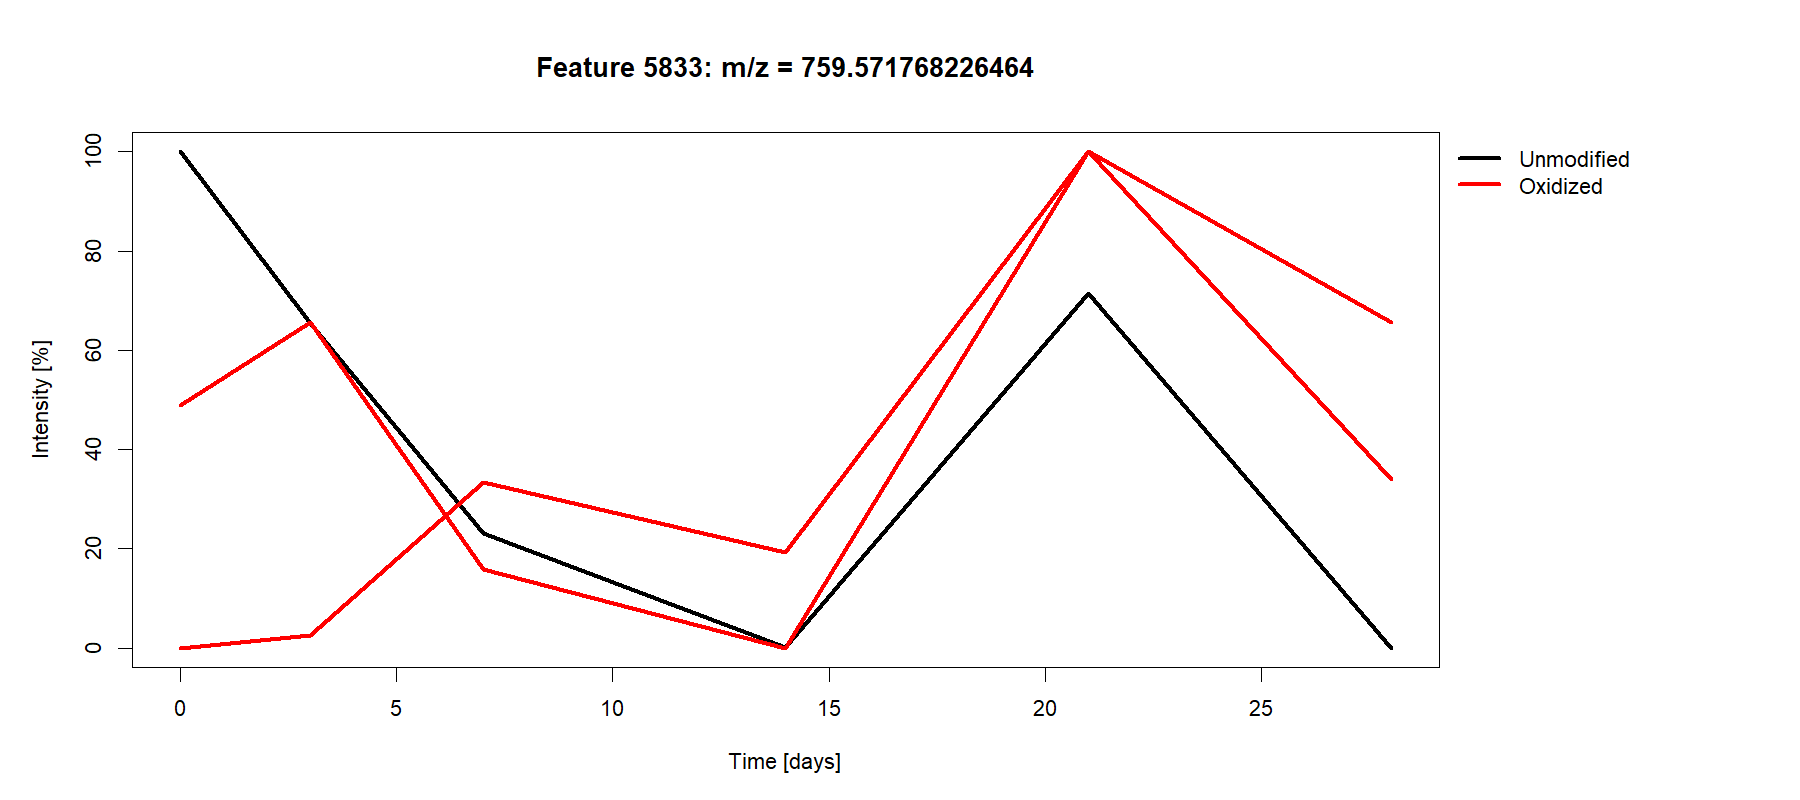 Feature 5833: m/z = 759.571768226464
Unmodified
Oxidized
Intensity [%]
100
80
60
40
20
0
0 5 10 15 20 25
Time [days]